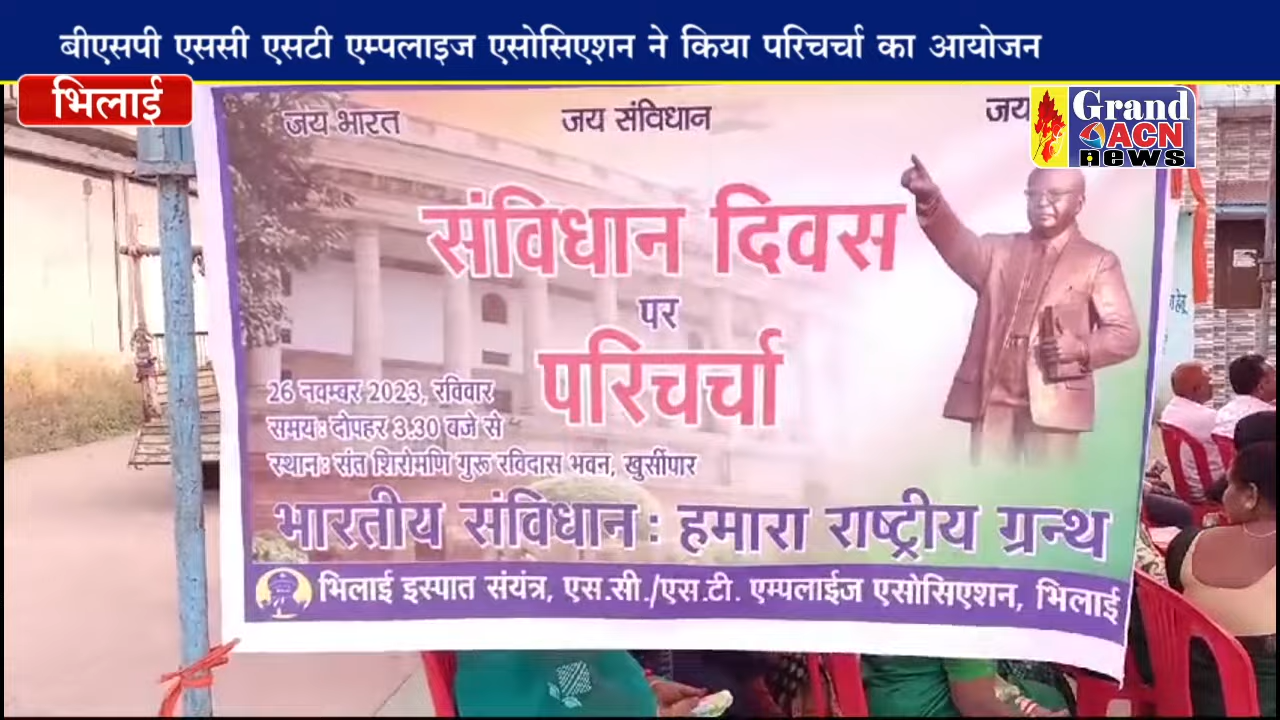 बीएसपी एससी एसटी एम्पलाइज एसोसिएशन ने किया परिचर्चा का आयोजन
भिलाई
Grand
ACN
news
जय भारत
जय संविधान
जय
संविधान दिवस
पर
परिचर्चा
26 नवम्बर 2023, रविवार
समय: दोपहर 3.30 बजे से
स्थान: संत शिरोमणि गुरू रविदास भवन, खुर्सीपार
भारतीय संविधान: हमारा राष्ट्रीय ग्रन्थ
भिलाई इस्पात संयंत्र, एस.सी./एस.टी. एम्पलाईज एसोसिएशन, भिलाई